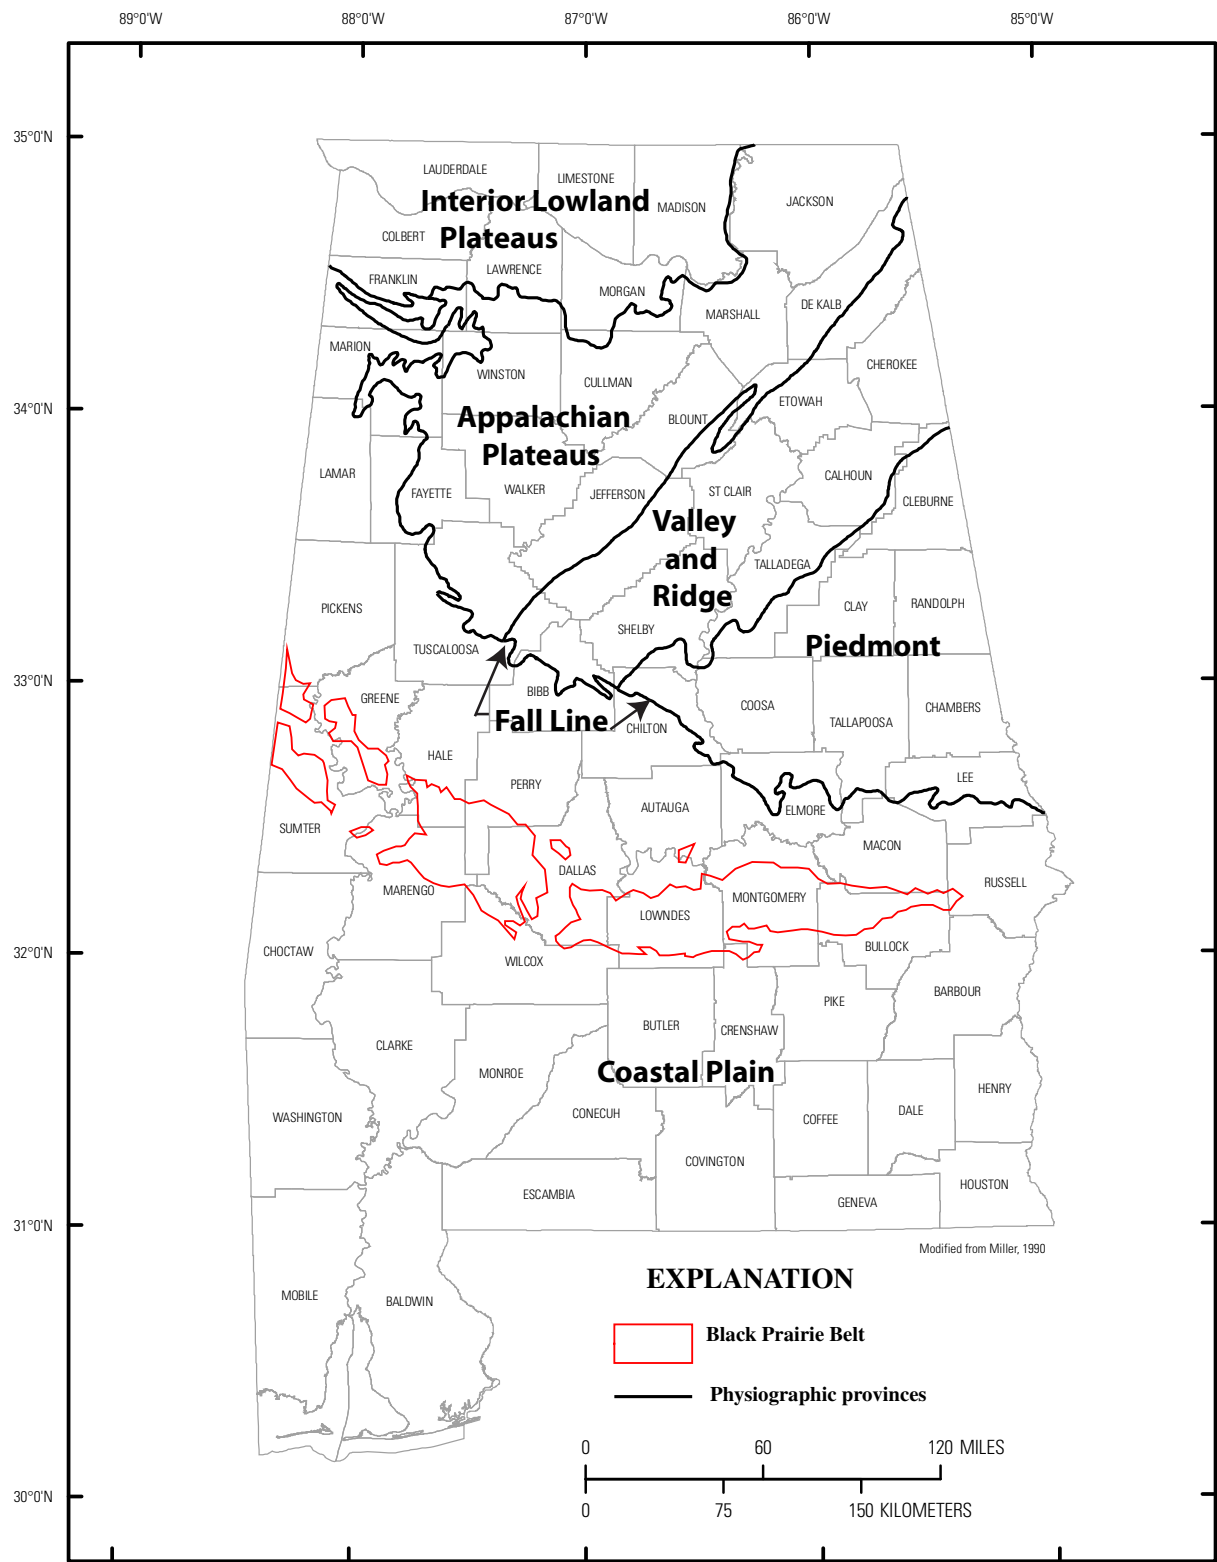 89°0'W
88°0'W
87°0'W
86°0'W
85°0'W
35°0'N
LAUDERDALE
LIMESTONE
MADISON
JACKSON
Interior Lowland
Plateaus
COLBERT
FRANKLIN
LAWRENCE
MORGAN
MARSHALL
DE KALB
MARION
WINSTON
CULLMAN
CHEROKEE
34°0'N
Appalachian
Plateaus
BLOUNT
ETOWAH
LAMAR
FAYETTE
WALKER
JEFFERSON
ST CLAIR
CALHOUN
CLEBURNE
Valley
and
Ridge
TALLADEGA
PICKENS
CLAY
RANDOLPH
SHELBY
Piedmont
TUSCALOOSA
33°0'N
GREENE
BIBB
Fall Line
CHILTON
COOSA
TALLAPOOSA
CHAMBERS
HALE
PERRY
LEE
AUTAUGA
ELMORE
SUMTER
MACON
DALLAS
MARENGO
MONTGOMERY
RUSSELL
LOWNDES
32°0'N
CHOCTAW
WILCOX
BULLOCK
PIKE
BARBOUR
BUTLER
CRENSHAW
CLARKE
Coastal Plain
MONROE
HENRY
WASHINGTON
CONECUH
COFFEE
DALE
COVINGTON
ESCAMBIA
HOUSTON
GENEVA
31°0'N
Modified from Miller, 1990
MOBILE
BALDWIN
EXPLANATION
Black Prairie Belt
Physiographic provinces
0
60
120 MILES
30°0'N
0
75
150 KILOMETERS